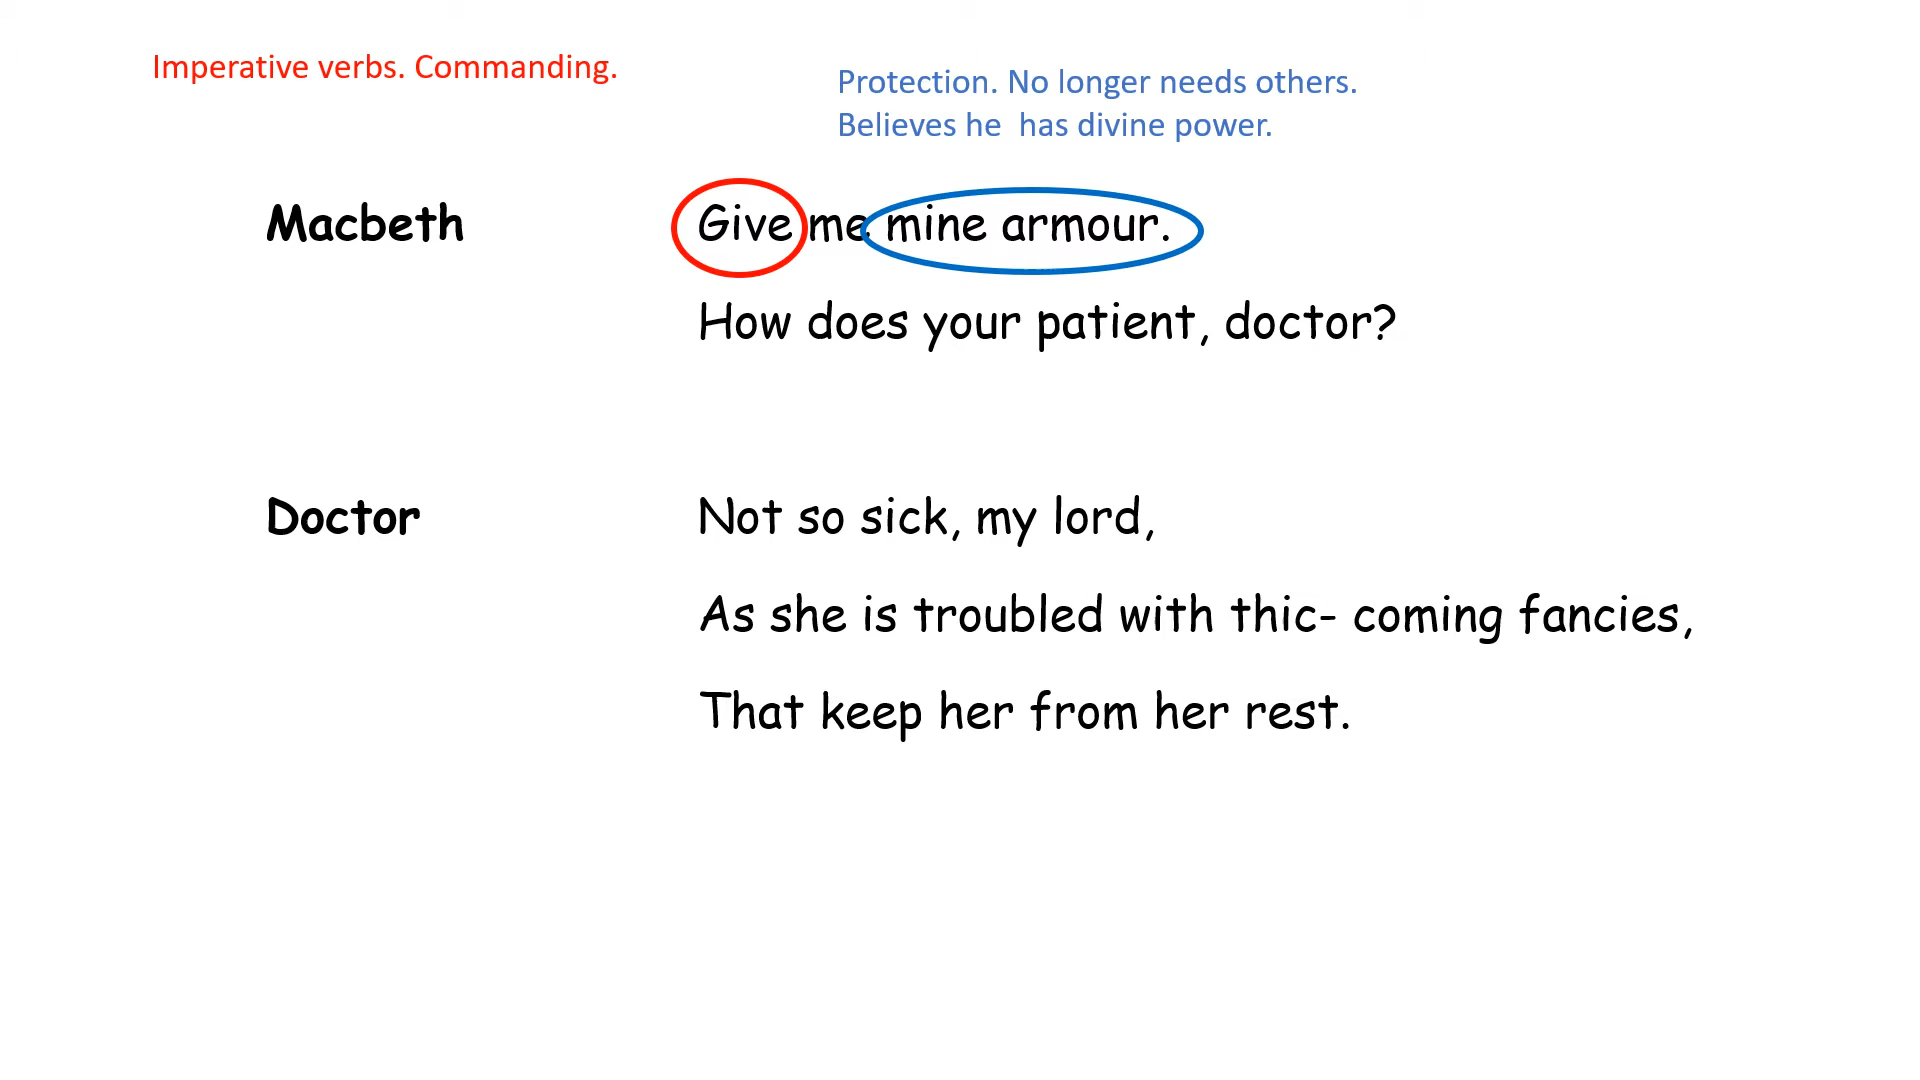 Imperative verbs. Commanding.
Protection. No longer needs others.
Believes he  has divine power.
Macbeth Give me mine armour.
How does your patient, doctor?
Doctor Not so sick, my lord,
As she is troubled with thic- coming fancies,
That keep her from her rest.